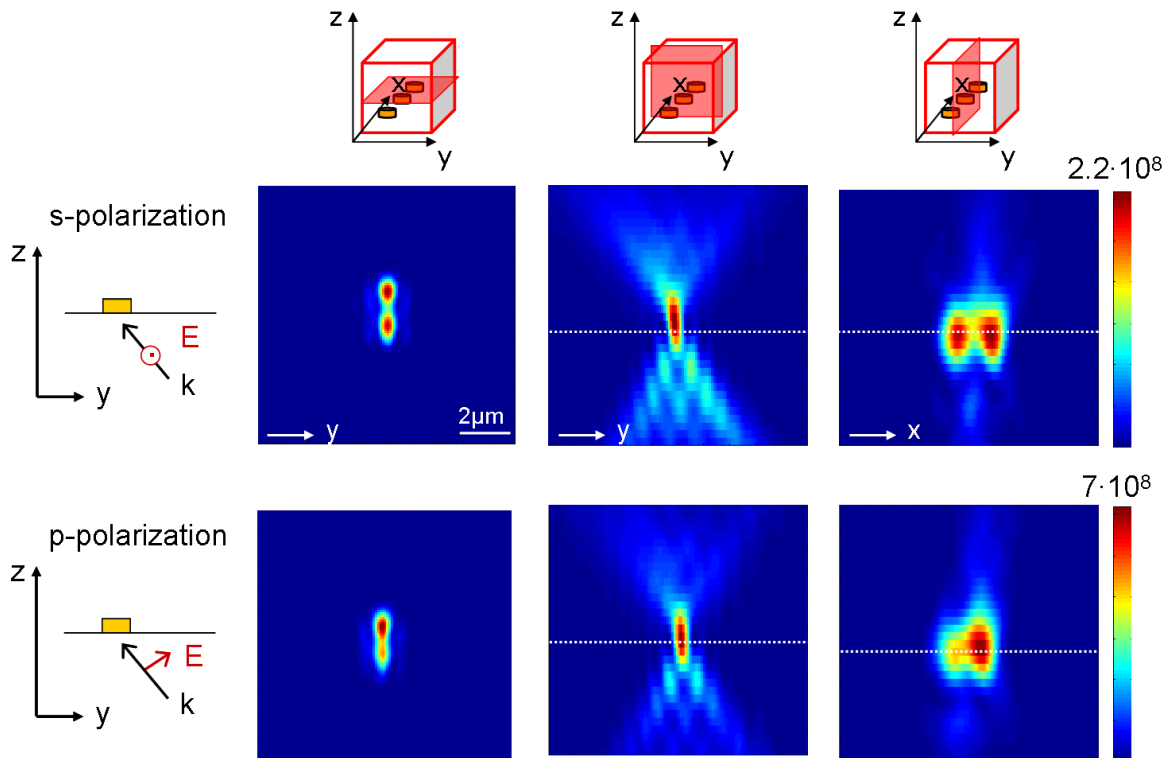 z
x
y
z
x
y
z
x
y
2.2·10⁸
s-polarization
z
E
k
y
y
2μm
y
x
7·10⁸
p-polarization
z
E
k
y